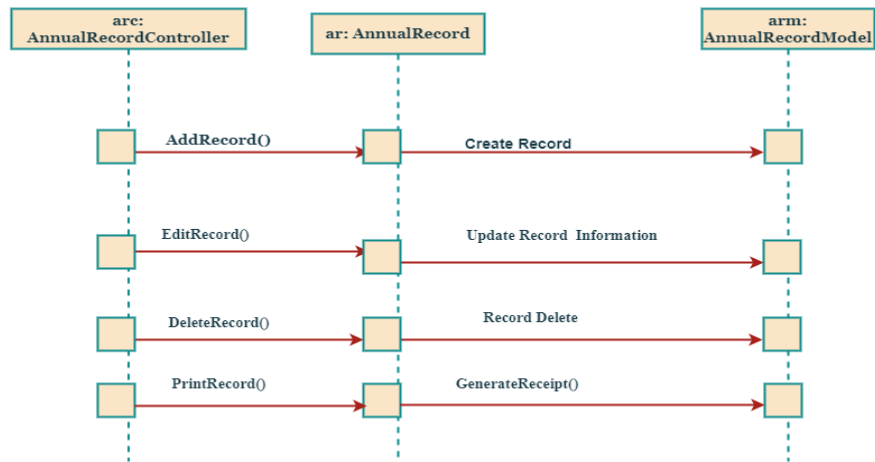 arc:
AnnualRecordController
ar: AnnualRecord
arm:
AnnualRecordModel
AddRecord()
Create Record
EditRecord()
Update Record Information
DeleteRecord()
Record Delete
PrintRecord()
GenerateReceipt()